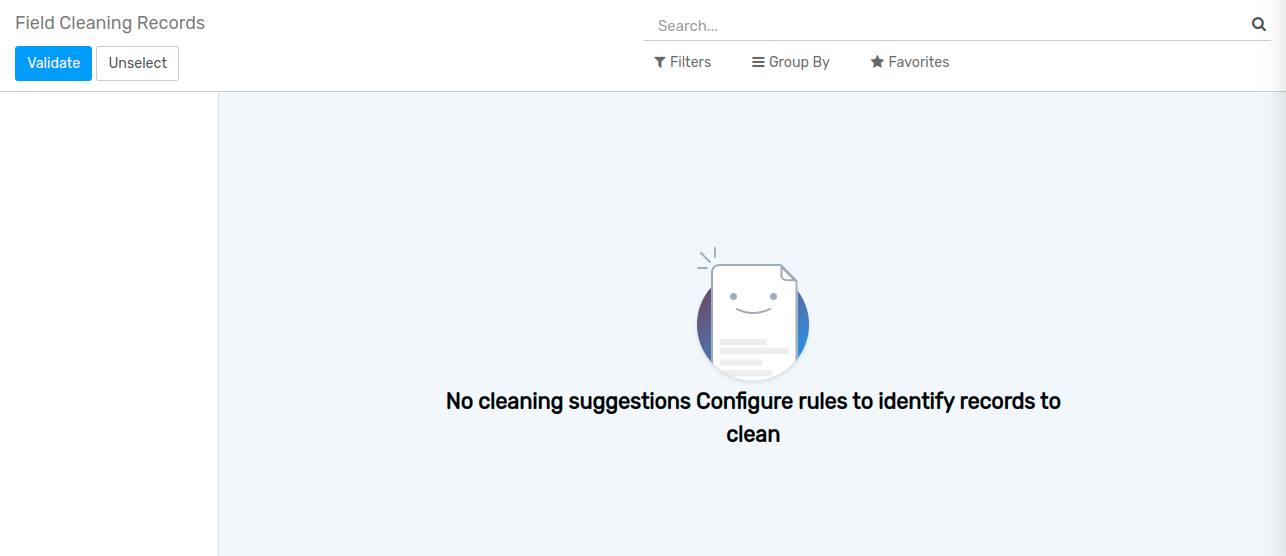 Field Cleaning Records
Search...
Validate
Unselect
Filters
Group By
Favorites
No cleaning suggestions Configure rules to identify records to
clean